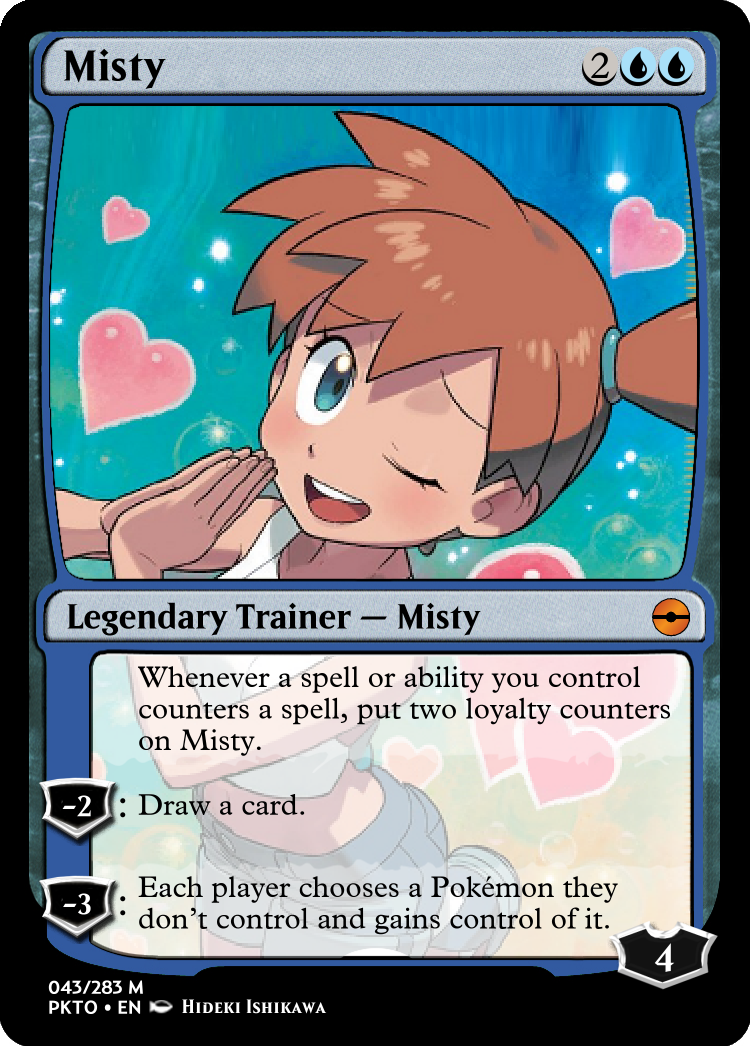 Misty 2
Legendary Trainer — Misty
Whenever a spell or ability you control
counters a spell, put two loyalty counters
on Misty.
–2 : Draw a card.
–3 : Each player chooses a Pokémon they
don't control and gains control of it.
4
043/283 M
PKTO • EN Hideki Ishikawa